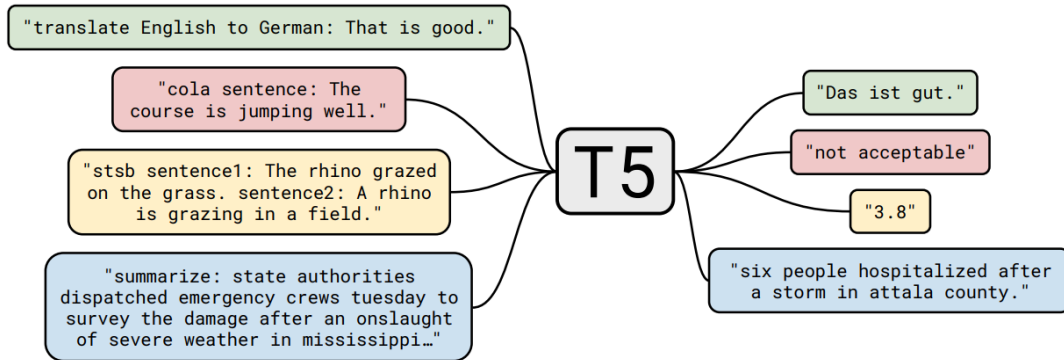 "translate English to German: That is good."
"cola sentence: The
course is jumping well."
"stsb sentence1: The rhino grazed
on the grass. sentence2: A rhino
is grazing in a field."
"summarize: state authorities
dispatched emergency crews tuesday to
survey the damage after an onslaught
of severe weather in mississippi…"
T5
"Das ist gut."
"not acceptable"
"3.8"
"six people hospitalized after
a storm in attala county."